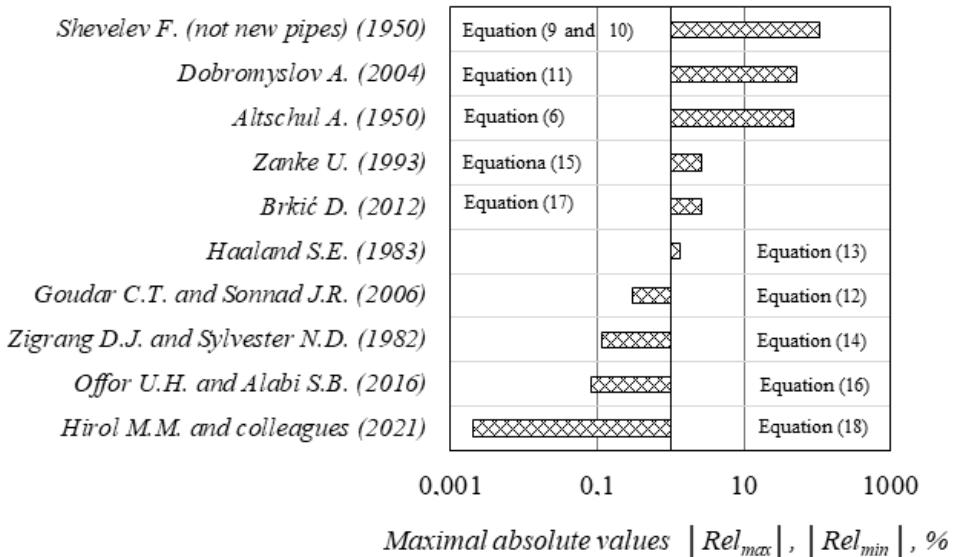 Shevelev F. (not new pipes) (1950) Equation (9 and 10)
Dobromyslov A. (2004) Equation (11)
Altschul A. (1950) Equation (6)
Zanke U. (1993) Equationa (15)
Brkić D. (2012) Equation (17)
Haaland S.E. (1983) Equation (13)
Goudar C.T. and Sonnad J.R. (2006) Equation (12)
Zigrang D.J. and Sylvester N.D. (1982) Equation (14)
Offor U.H. and Alabi S.B. (2016) Equation (16)
Hirol M.M. and colleagues (2021) Equation (18)
0.001 0.1 10 1000
Maximal absolute values |Rel_max|, |Rel_min|, %